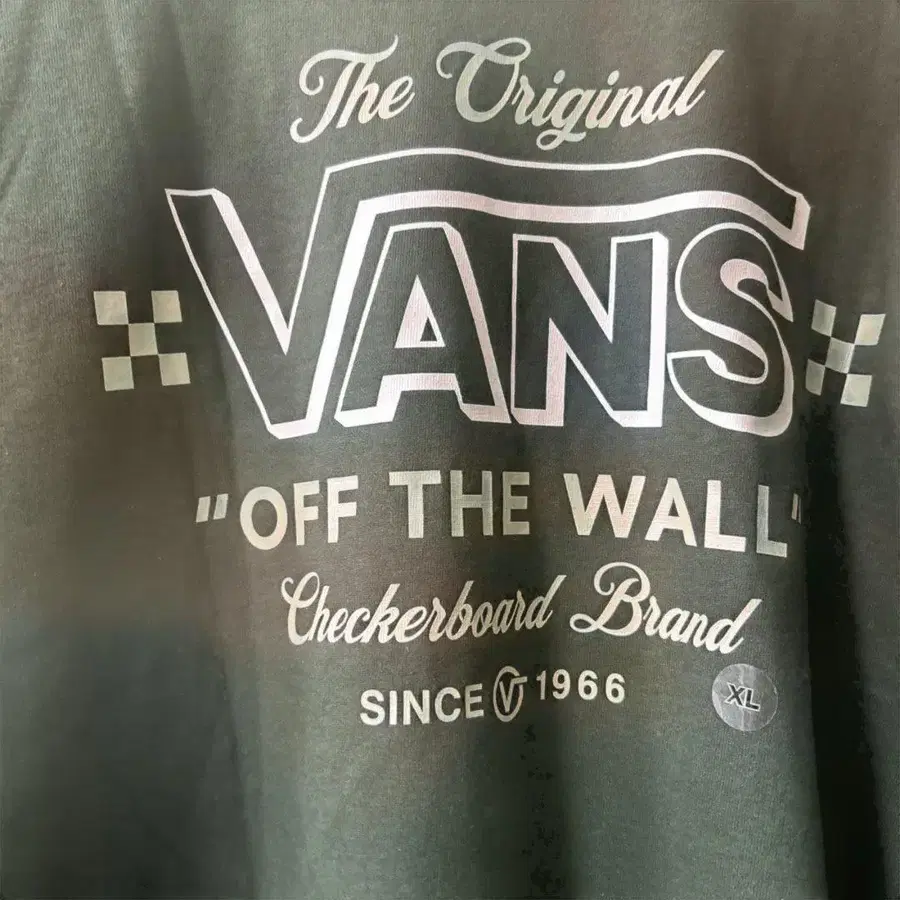 The Original
VANS
"OFF THE WALL"
Checkerboard Brand
SINCE V 1966
XL